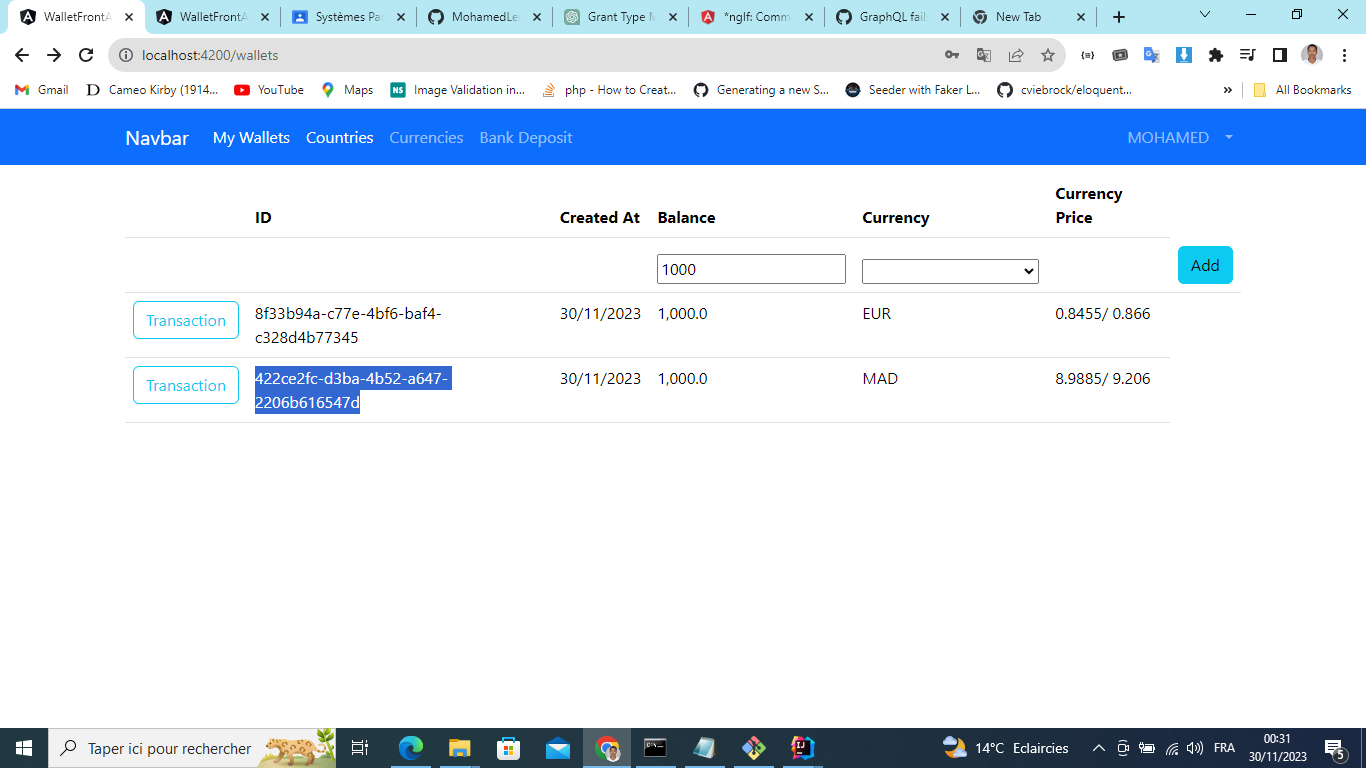 WalletFrontA
WalletFrontA
Systèmes Pa
MohamedLe
Grant Type M
*ngIf: Comm
GraphQL fail
New Tab
localhost:4200/wallets
Gmail
Cameo Kirby (1914...
YouTube
Maps
NS
Image Validation in...
php - How to Creat...
Generating a new S...
Seeder with Faker L...
cviebrock/eloquent...
»
All Bookmarks
Navbar My Wallets Countries Currencies Bank Deposit MOHAMED
ID Created At Balance Currency Currency
Price
1000 Add
Transaction 8f33b94a-c77e-4bf6-baf4- 30/11/2023 1,000.0 EUR 0.8455/ 0.866
c328d4b77345
Transaction 422ce2fc-d3ba-4b52-a647- 30/11/2023 1,000.0 MAD 8.9885/ 9.206
2206b616547d
Taper ici pour rechercher
14°C Eclaircies
FRA
00:31
30/11/2023
5